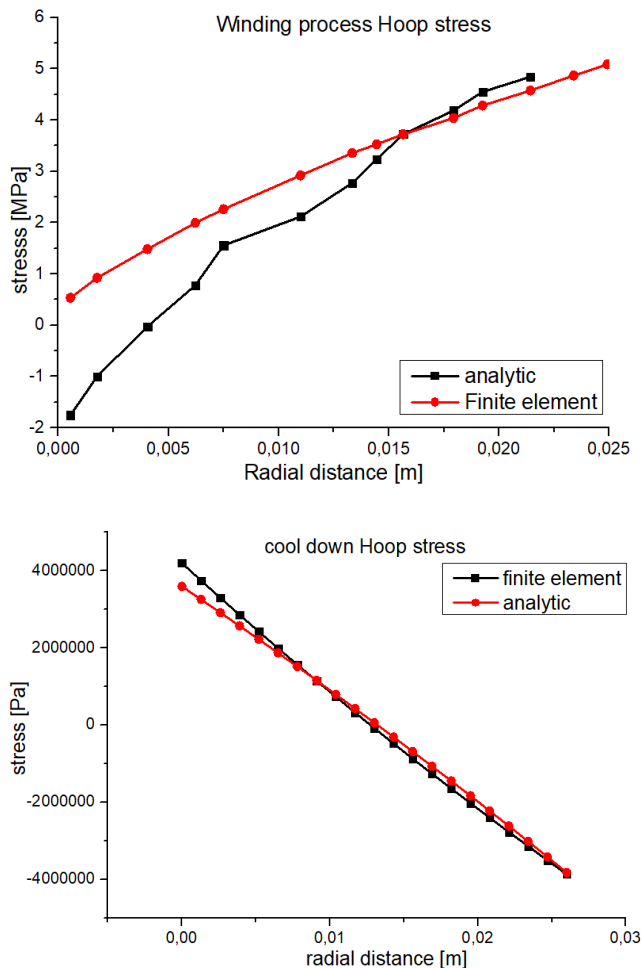 Winding process Hoop stress
6
5
4
3
2
1
0
-1
-2
stresss [MPa]
analytic
Finite element
0,000 0,005 0,010 0,015 0,020 0,025
Radial distance [m]
cool down Hoop stress
finite element
analytic
4000000
2000000
0
-2000000
-4000000
stress [Pa]
0,00 0,01 0,02 0,03
radial distance [m]